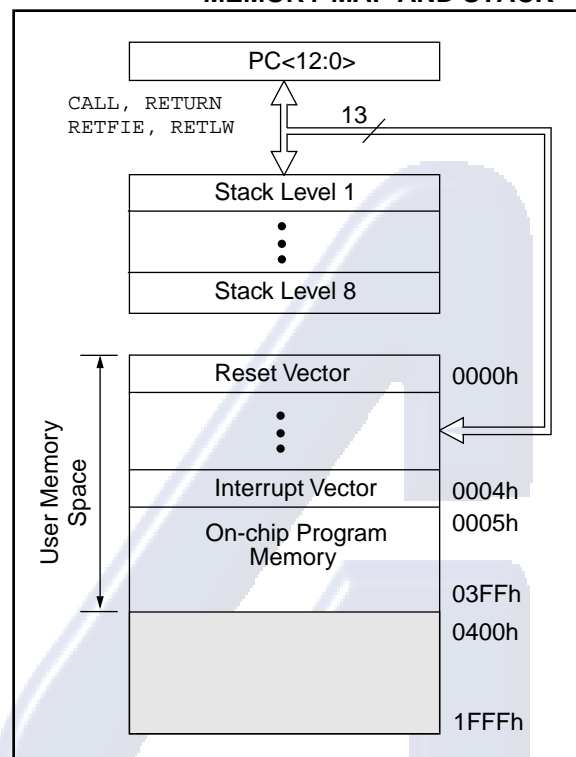 MEMORY MAP AND STACK
PC<12:0>
CALL, RETURN
RETFIE, RETLW
13
Stack Level 1
Stack Level 8
Reset Vector
0000h
Interrupt Vector
0004h
0005h
On-chip Program
Memory
03FFh
0400h
1FFFh
User Memory
Space